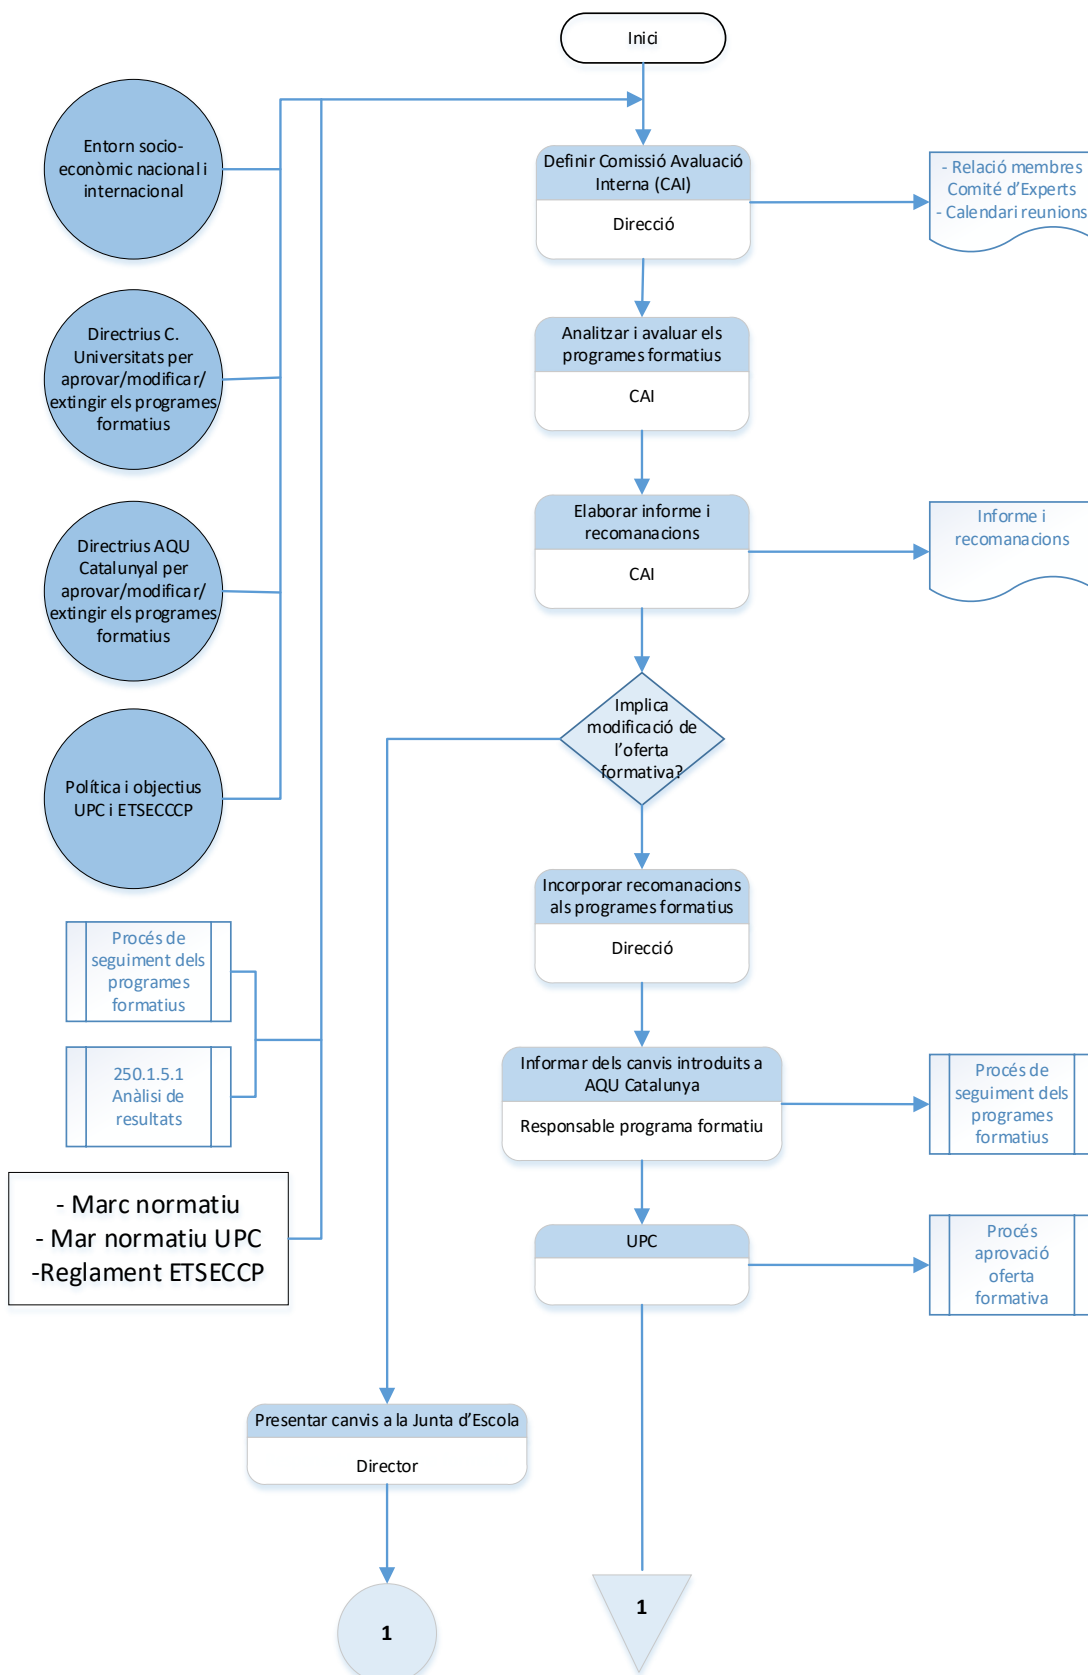 Inici
Entorn socio-
econòmic nacional i
internacional
Definir Comissió Avaluació
Interna (CAI)
Direcció
- Relació membres
Comité d'Experts
- Calendari reunions
Directrius C.
Universitats per
aprovar/modificar/
extingir els programes
formatius
Analitzar i avaluar els
programes formatius
CAI
Directrius AQU
Catalunyal per
aprovar/modificar/
extingir els programes
formatius
Elaborar informe i
recomanacions
CAI
Informe i
recomanacions
Implica
modificació de
l'oferta
formativa?
Política i objectius
UPC i ETSECCCP
Incorporar recomanacions
als programes formatius
Direcció
Procés de
seguiment dels
programes
formatius
250.1.5.1
Anàlisi de
resultats
Informar dels canvis introduits a
AQU Catalunya
Responsable programa formatiu
Procés de
seguiment dels
programes
formatius
- Marc normatiu
- Mar normatiu UPC
-Reglament ETSECCP
UPC
Procés
aprovació
oferta
formativa
Presentar canvis a la Junta d'Escola
Director
1
1